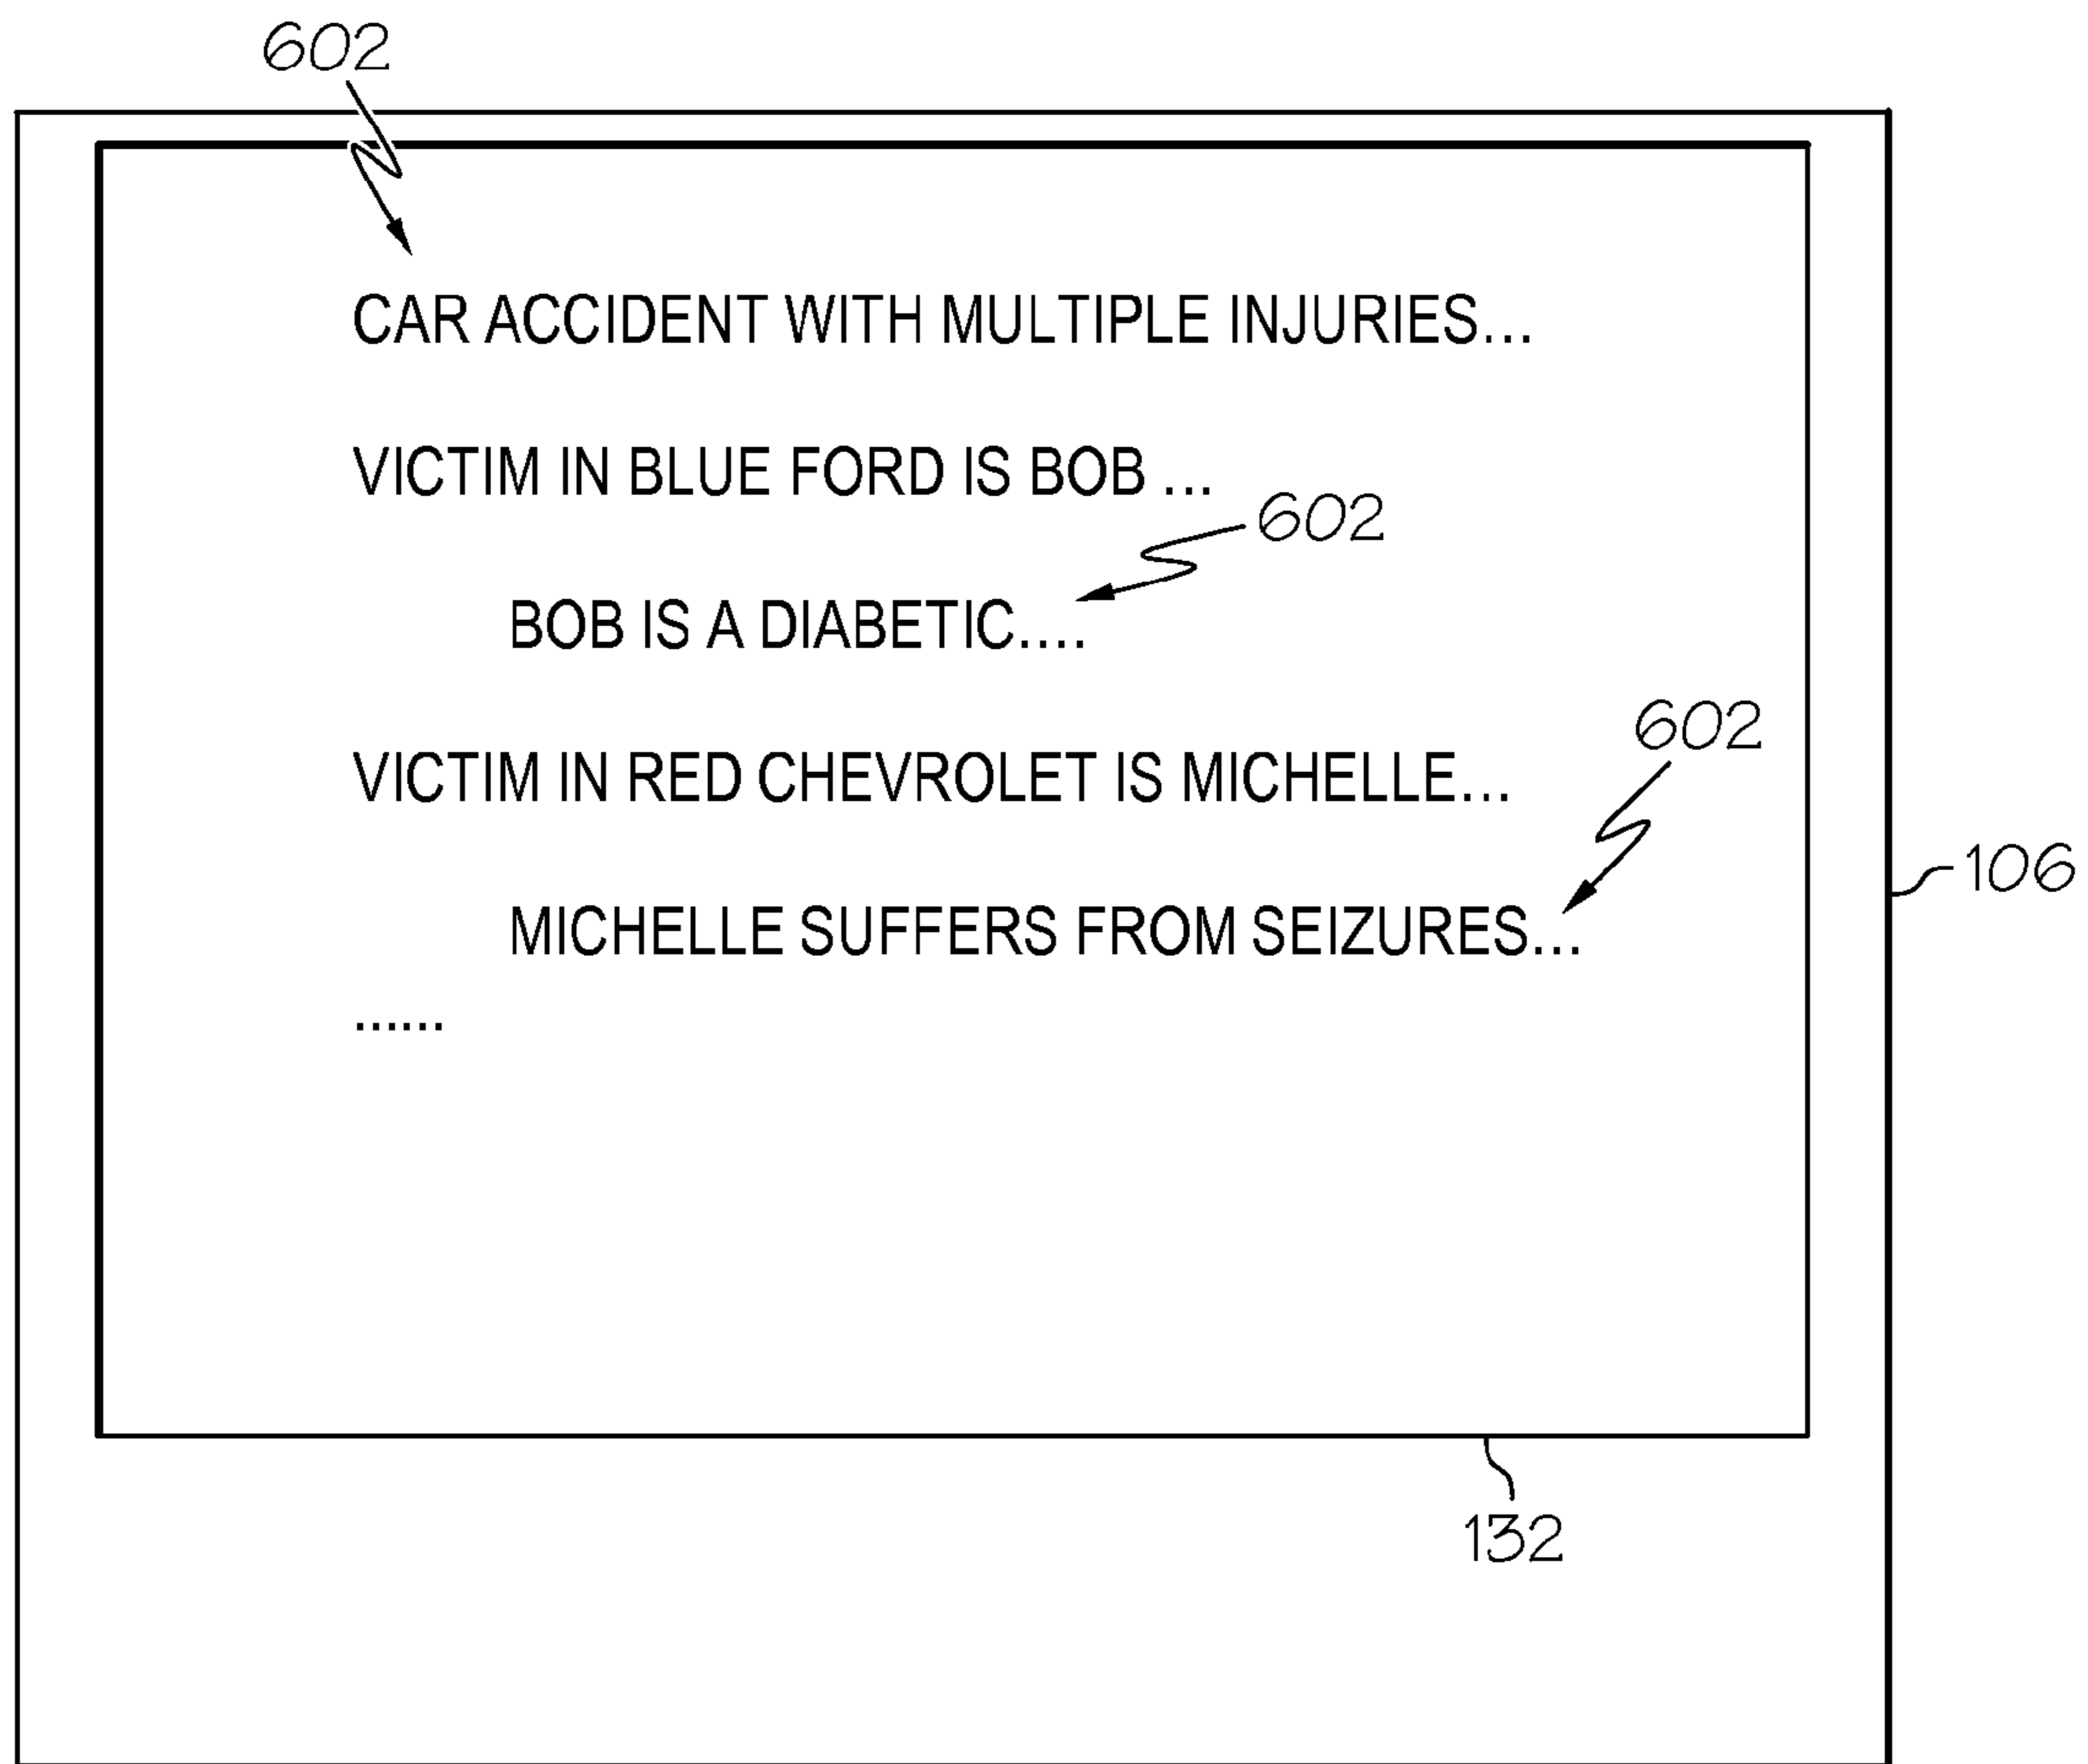 602
CAR ACCIDENT WITH MULTIPLE INJURIES...
VICTIM IN BLUE FORD IS BOB ...
602
BOB IS A DIABETIC....
602
VICTIM IN RED CHEVROLET IS MICHELLE...
106
MICHELLE SUFFERS FROM SEIZURES...
......
132